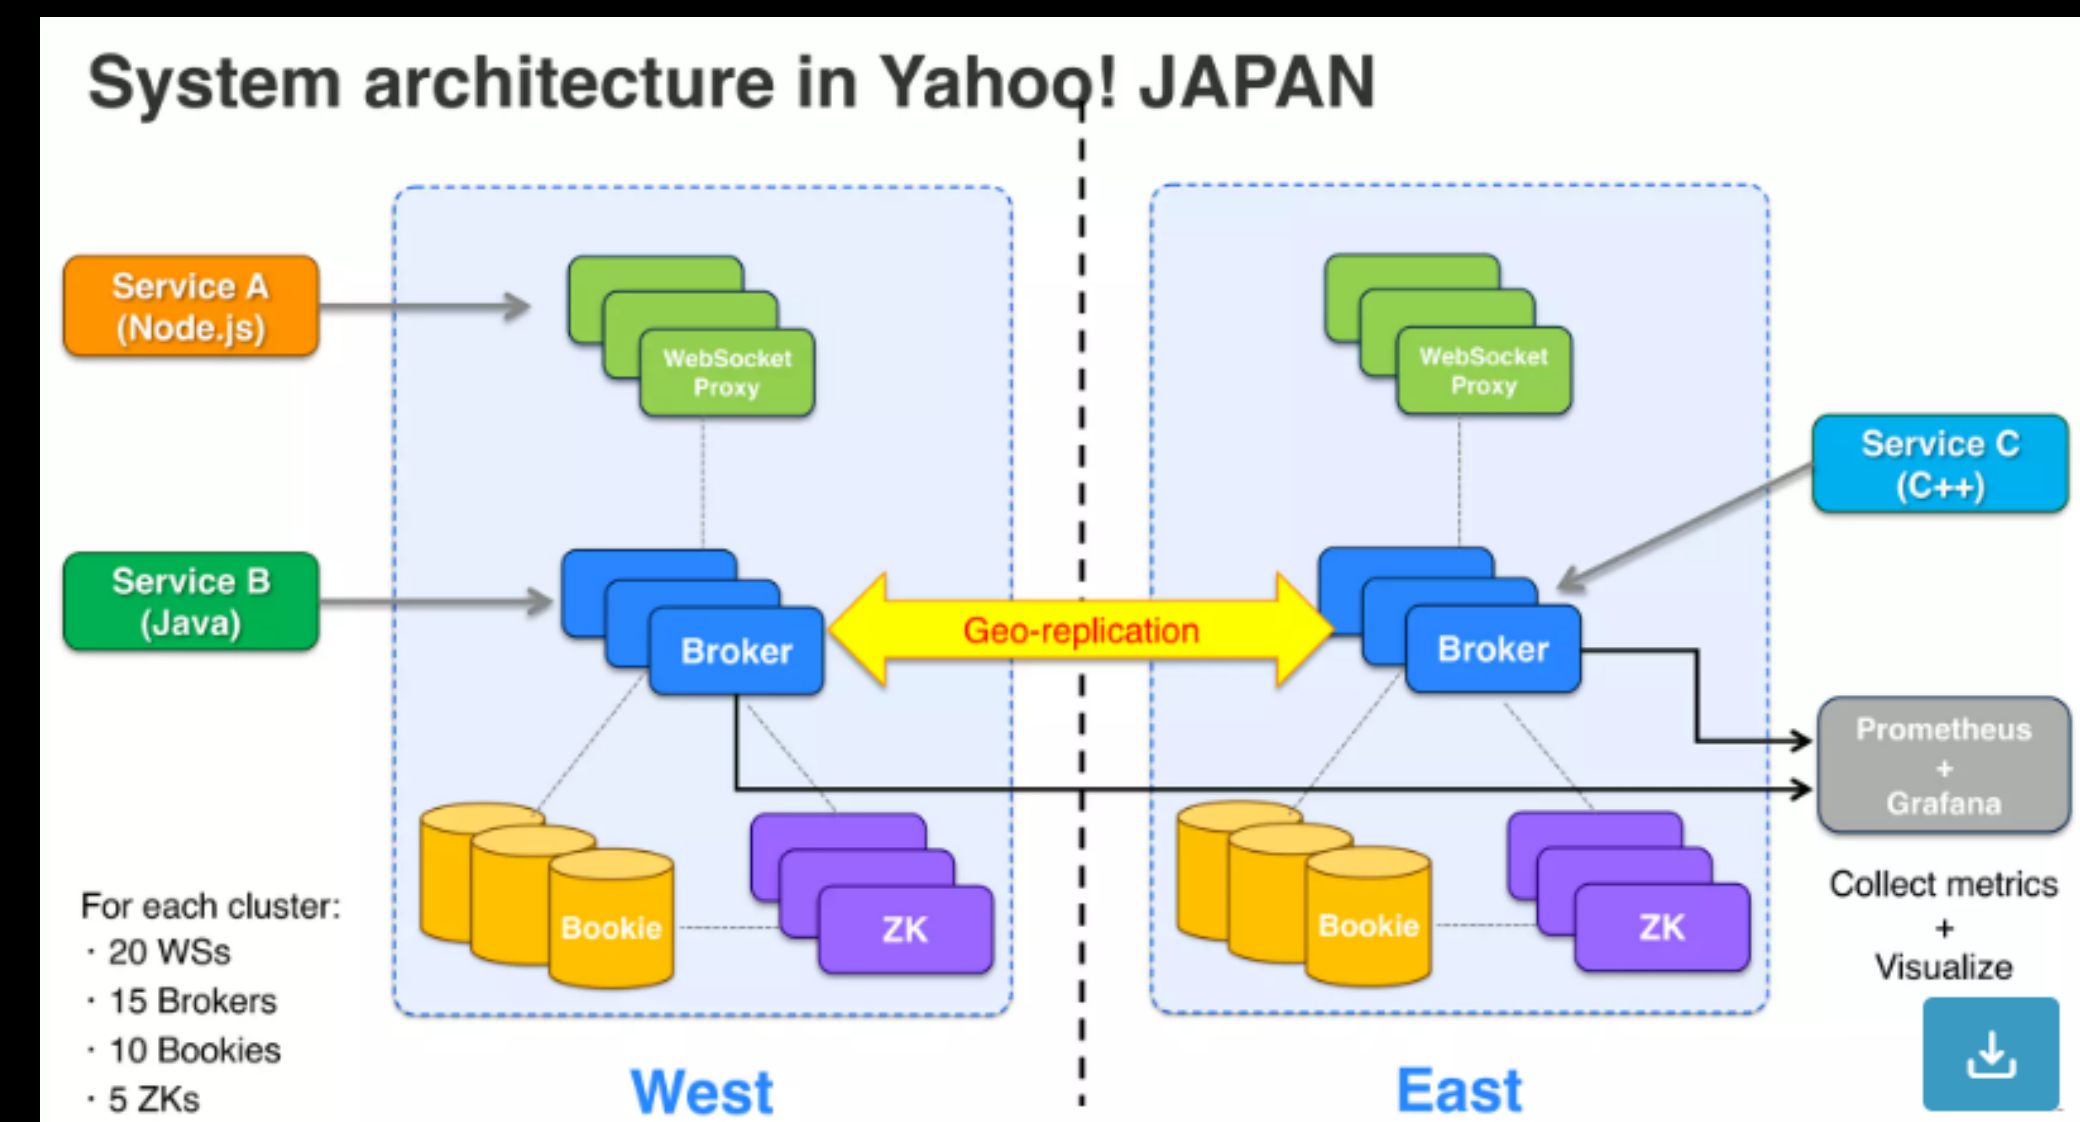 System architecture in Yahoo! JAPAN
Service A
(Node.js)
WebSocket
Proxy
WebSocket
Proxy
Service C
(C++)
Service B
(Java)
Broker
Geo-replication
Broker
Prometheus
+
Grafana
Collect metrics
+
Visualize
Bookie
ZK
Bookie
ZK
For each cluster:
· 20 WSs
· 15 Brokers
· 10 Bookies
· 5 ZKs
West
East